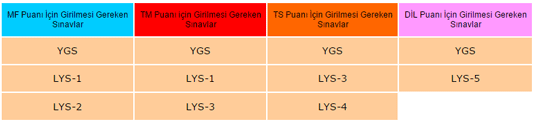 MF Puanı İçin Girilmesi Gereken Sınavlar
TM Puanı İçin Girilmesi Gereken Sınavlar
TS Puanı İçin Girilmesi Gereken Sınavlar
DİL Puanı İçin Girilmesi Gereken Sınavlar
YGS YGS YGS YGS
LYS-1 LYS-1 LYS-3 LYS-5
LYS-2 LYS-3 LYS-4